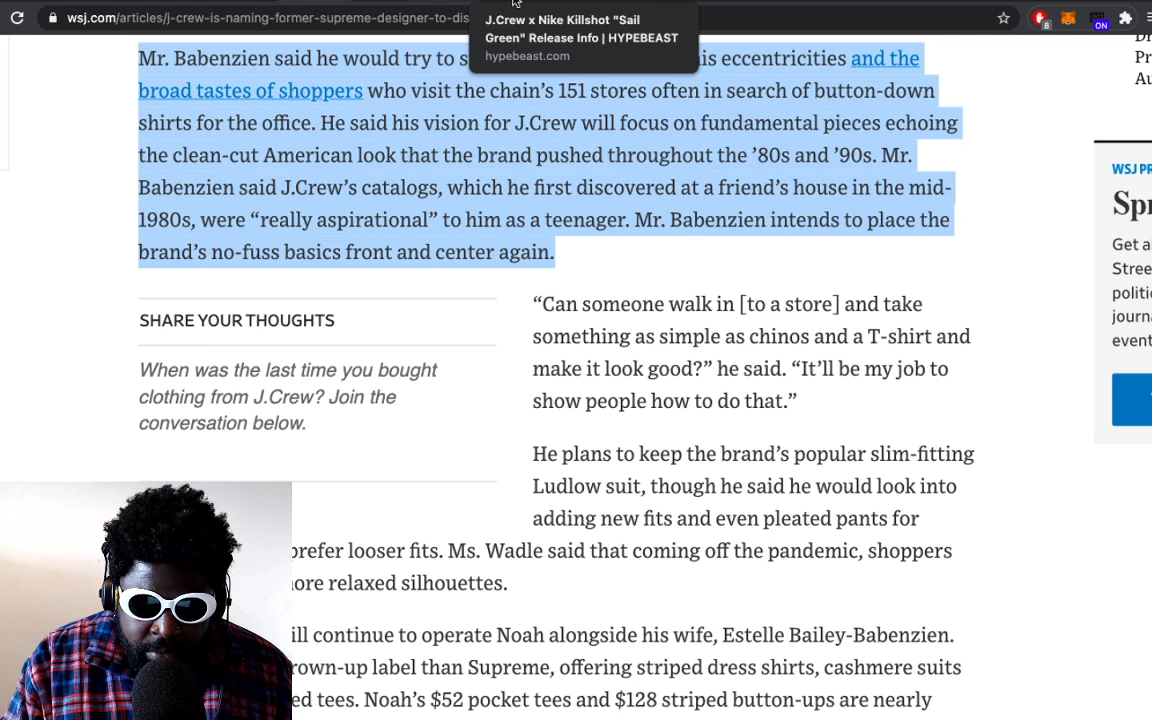 wsj.com/articles/j-crew-is-naming-former-supreme-designer-to-dis
J.Crew x Nike Killshot "Sail
Green" Release Info | HYPEBEAST
hypebeast.com
8
ON
Mr. Babenzien said he would try to s is eccentricities and the
broad tastes of shoppers who visit the chain's 151 stores often in search of button-down
shirts for the office. He said his vision for J.Crew will focus on fundamental pieces echoing
the clean-cut American look that the brand pushed throughout the '80s and '90s. Mr.
Babenzien said J.Crew's catalogs, which he first discovered at a friend's house in the mid-
1980s, were “really aspirational” to him as a teenager. Mr. Babenzien intends to place the
brand's no-fuss basics front and center again.
SHARE YOUR THOUGHTS
When was the last time you bought
clothing from J.Crew? Join the
conversation below.
“Can someone walk in [to a store] and take
something as simple as chinos and a T-shirt and
make it look good?” he said. “It'll be my job to
show people how to do that.”
He plans to keep the brand's popular slim-fitting
Ludlow suit, though he said he would look into
adding new fits and even pleated pants for
prefer looser fits. Ms. Wadle said that coming off the pandemic, shoppers
ore relaxed silhouettes.
ill continue to operate Noah alongside his wife, Estelle Bailey-Babenzien.
rown-up label than Supreme, offering striped dress shirts, cashmere suits
ed tees. Noah's $52 pocket tees and $128 striped button-ups are nearly
Pr
Au
WSJ PR
Spr
Get a
Stree
politi
journ
event